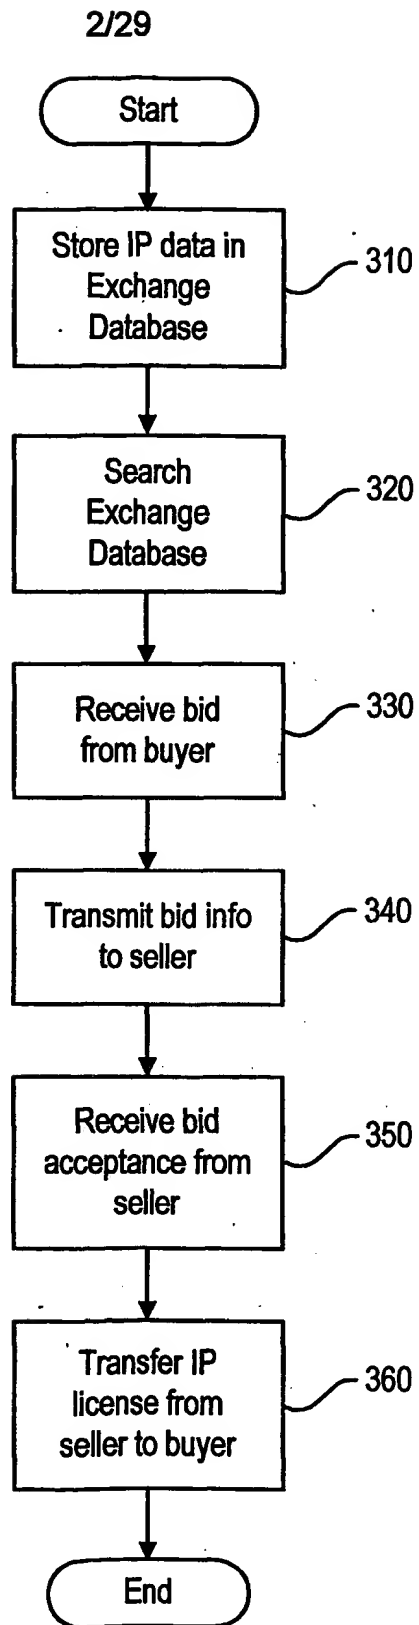 2/29
Start
Store IP data in
Exchange
Database
310
Search
Exchange
Database
320
Receive bid
from buyer
330
Transmit bid info
to seller
340
Receive bid
acceptance from
seller
350
Transfer IP
license from
seller to buyer
360
End